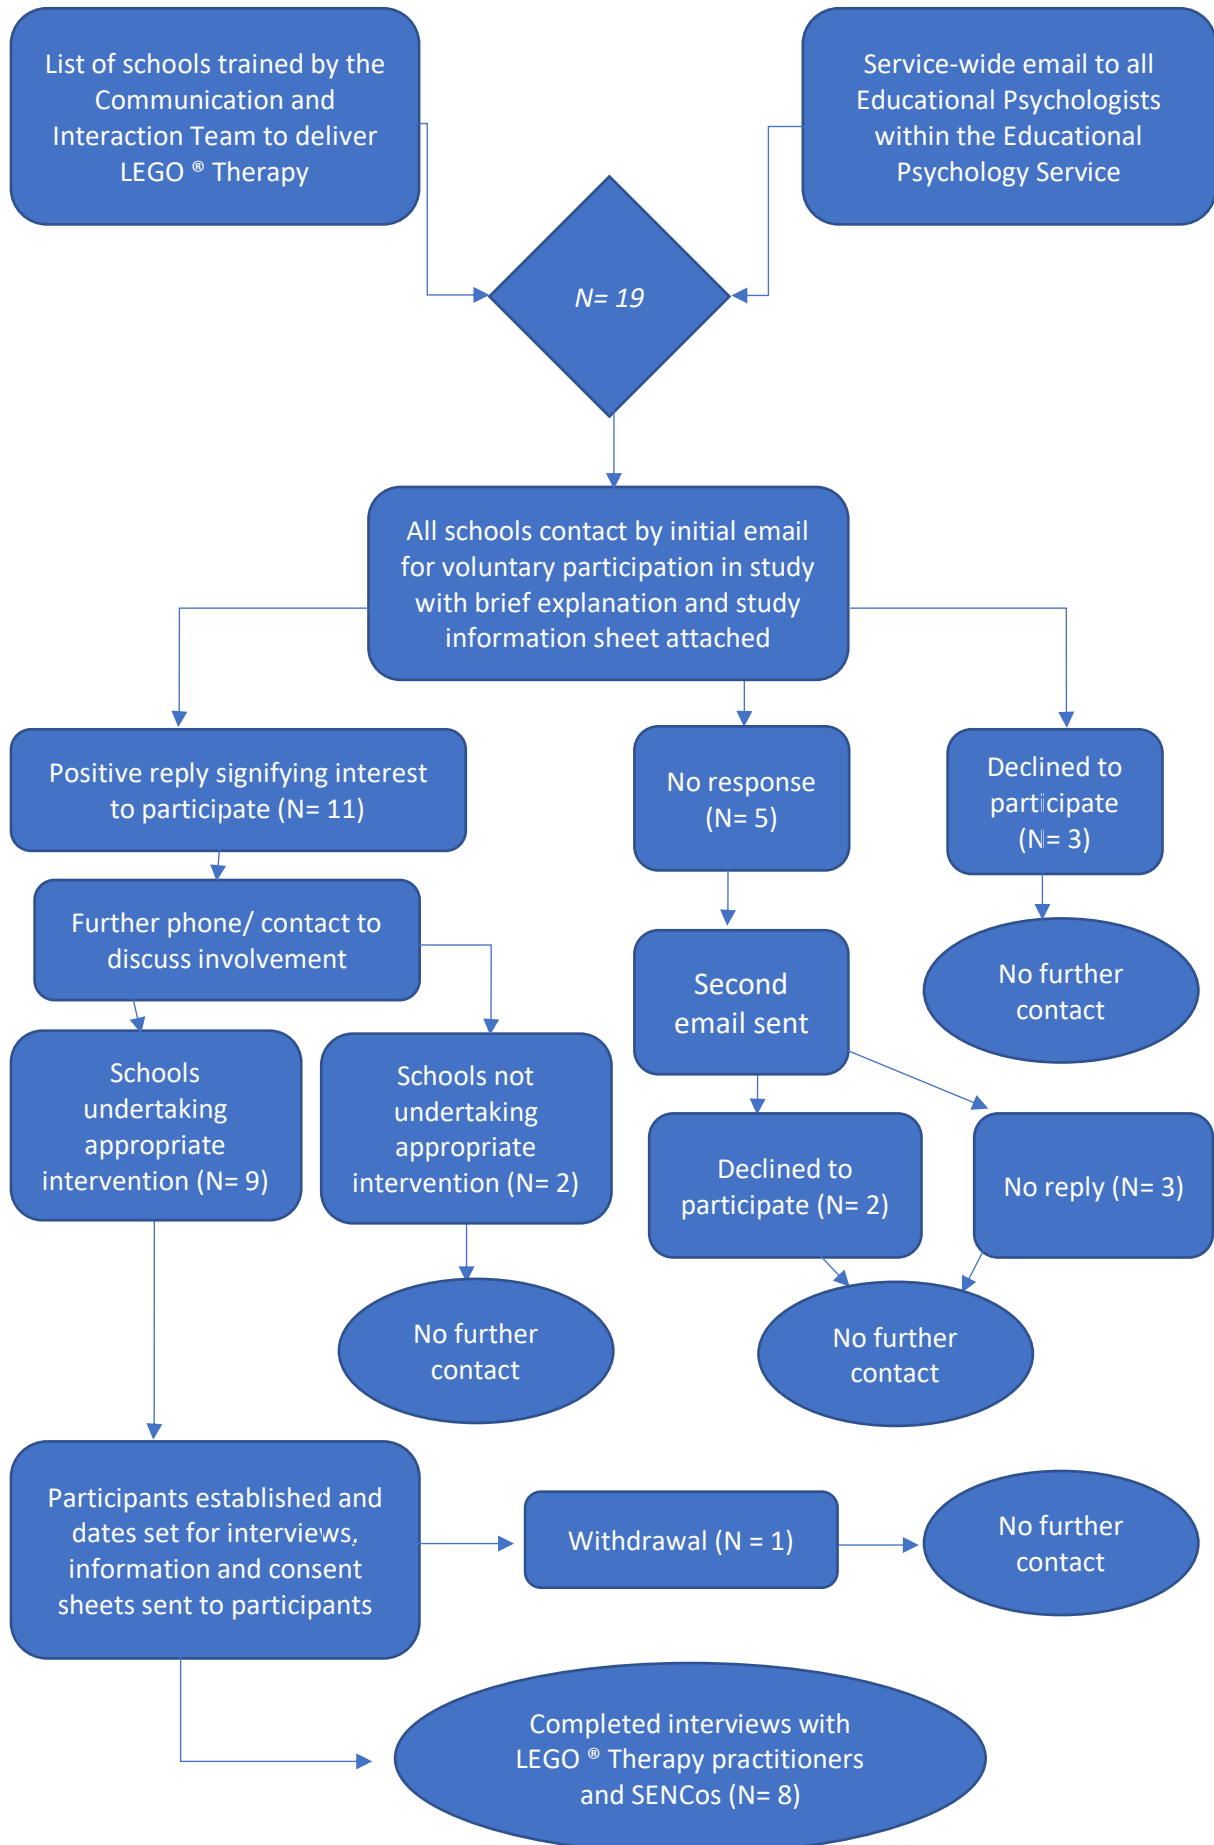 List of schools trained by the
Communication and
Interaction Team to deliver
LEGO ® Therapy
Service-wide email to all
Educational Psychologists
within the Educational
Psychology Service
N= 19
All schools contact by initial email
for voluntary participation in study
with brief explanation and study
information sheet attached
Positive reply signifying interest
to participate (N= 11)
No response
(N= 5)
Declined to
participate
(N= 3)
Further phone/ contact to
discuss involvement
Second
email sent
No further
contact
Schools
undertaking
appropriate
intervention (N= 9)
Schools not
undertaking
appropriate
intervention (N= 2)
Declined to
participate (N= 2)
No reply (N= 3)
No further
contact
No further
contact
Participants established and
dates set for interviews,
information and consent
sheets sent to participants
Withdrawal (N = 1)
No further
contact
Completed interviews with
LEGO ® Therapy practitioners
and SENCos (N= 8)